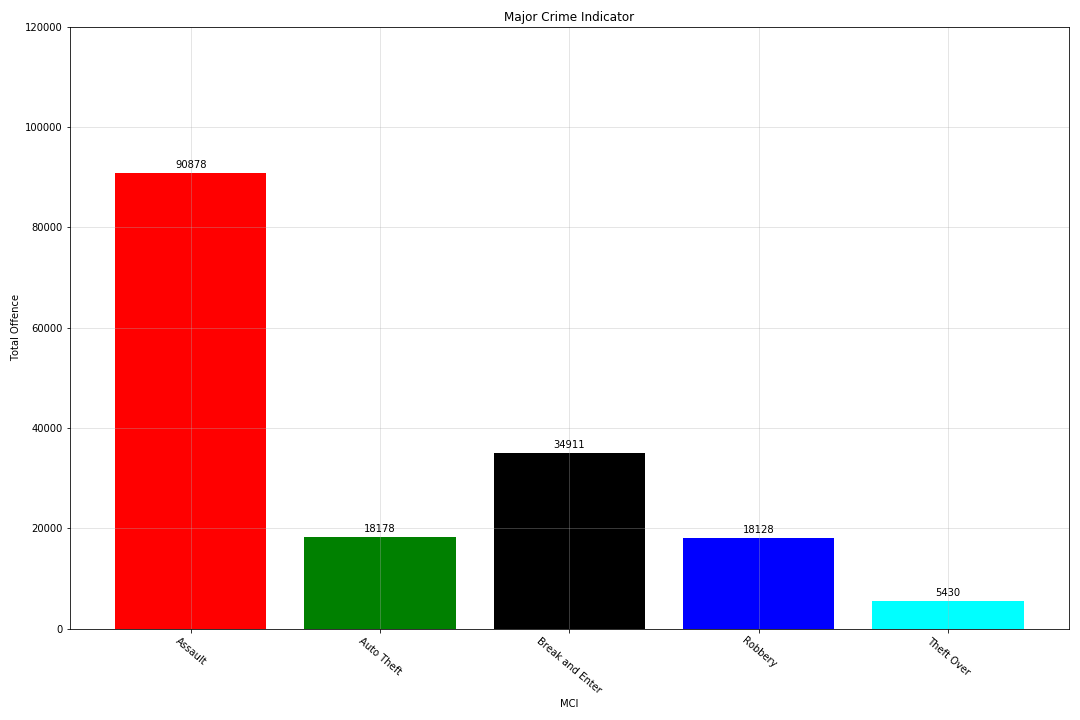 Major Crime Indicator
120000
100000
80000
60000
40000
20000
0
Total Offence
90878
18178
34911
18128
5430
Assault
Auto Theft
Break and Enter
Robbery
Theft Over
MCI